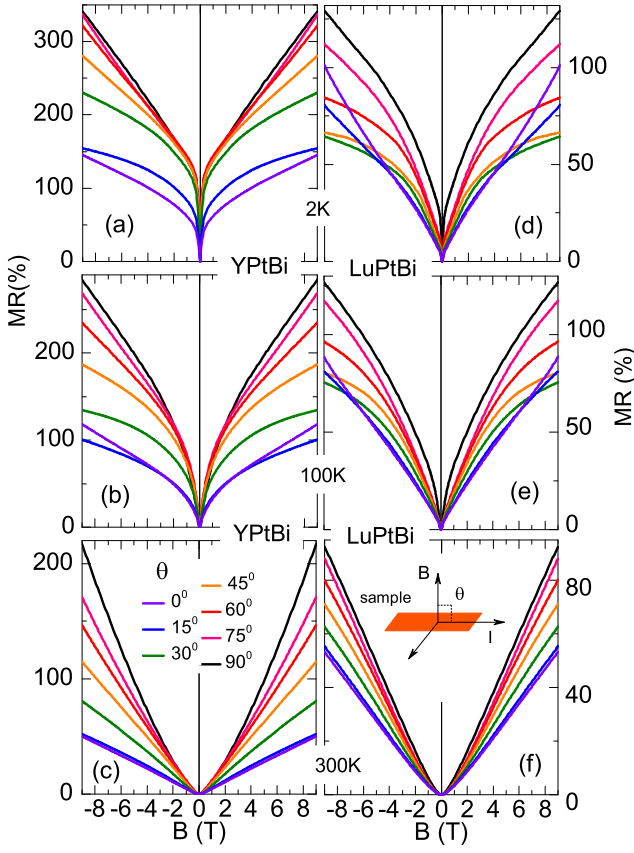 MR(%)
300
200
100
0
(a)
2K
YPtBi
100
50
0
(d)
LuPtBi
200
100
0
(b)
100K
YPtBi
100
50
0
(e)
LuPtBi
MR (%)
200
100
0
θ
0⁰
15⁰
30⁰
45⁰
60⁰
75⁰
90⁰
(c)
300K
-8 -6 -4 -2 0 2 4 6 8
B (T)
B
θ
sample
I
80
40
0
(f)
-8 -6 -4 -2 0 2 4 6 8
B (T)